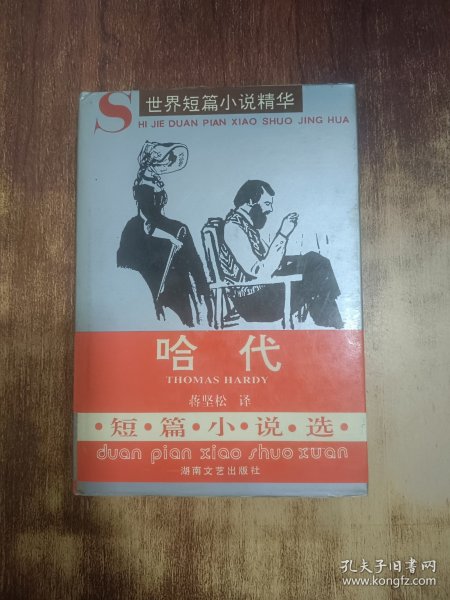 世界短篇小说精华
SHI JIE DUAN PIAN XIAO SHUO JING HUA
哈 代
THOMAS HARDY
蒋坚松 译
·短·篇·小·说·选·
duan pian xiao shuo xuan
湖南文艺出版社
孔夫子旧书网
www.kongfz.com